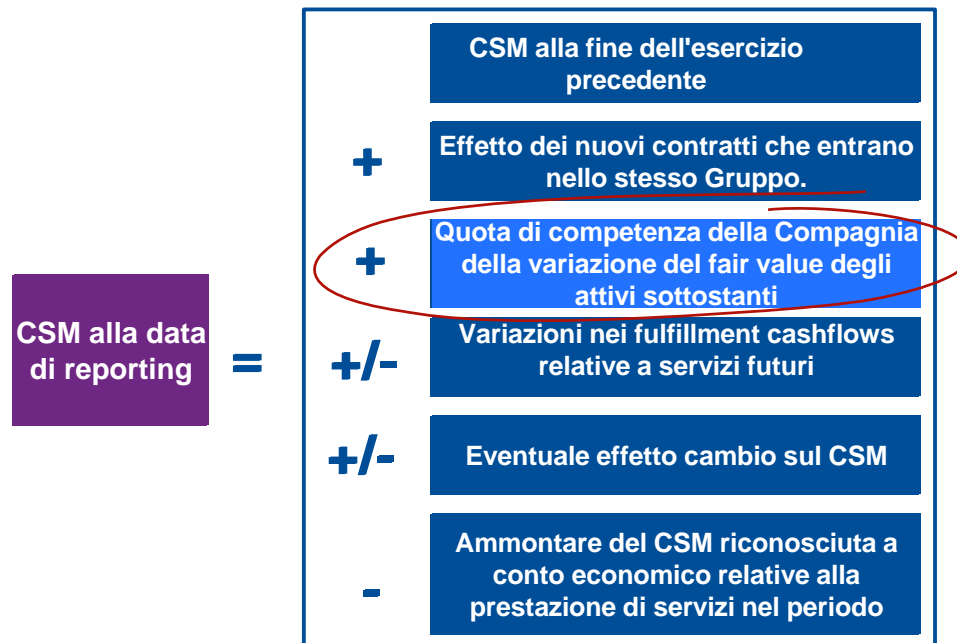 CSM alla fine dell'esercizio
precedente
+
Effetto dei nuovi contratti che entrano
nello stesso Gruppo.
+
Quota di competenza della Compagnia
della variazione del fair value degli
attivi sottostanti
CSM alla data
di reporting
=
+/-
Variazioni nei fulfillment cashflows
relative a servizi futuri
+/-
Eventuale effetto cambio sul CSM
-
Ammontare del CSM riconosciuta a
conto economico relative alla
prestazione di servizi nel periodo